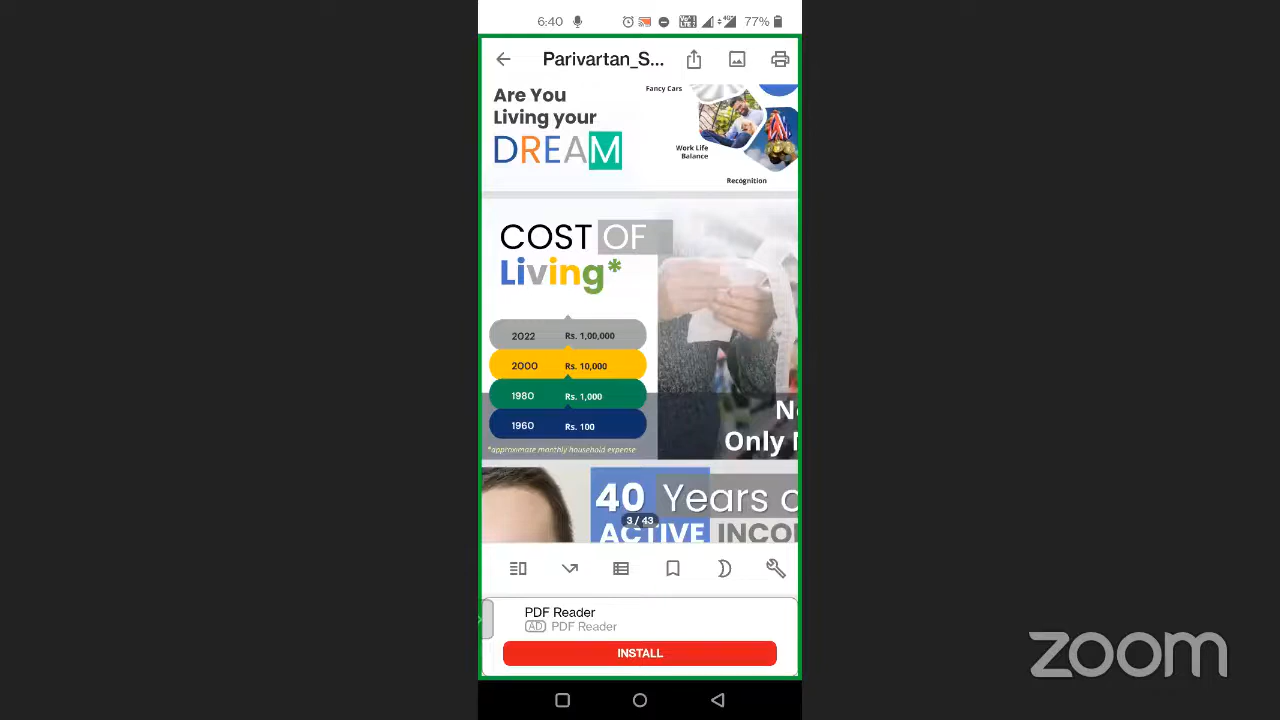 6:40
77%
Parivartan_S...
Are You
Living your
DREAM
Fancy Cars
Work Life
Balance
Recognition
COST OF
Living*
2022 Rs. 1,00,000
2000 Rs. 10,000
1980 Rs. 1,000
1960 Rs. 100
*approximate monthly household expense
N
Only
40 Years o
3 / 43
ACTIVE INCO
PDF Reader
AD PDF Reader
INSTALL
zoom